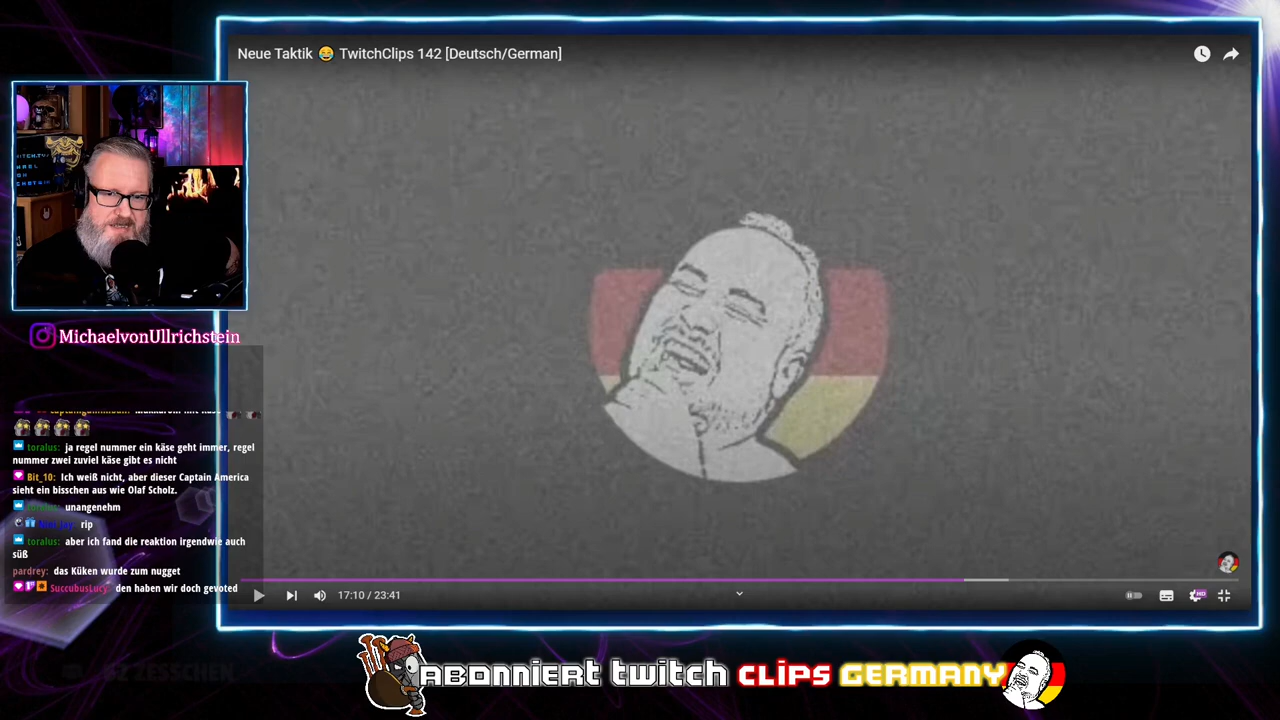 Neue Taktik 😂 TwitchClips 142 [Deutsch/German]
MichaelvonUllrichstein
toralus: ja regel nummer ein käse geht immer, regel
nummer zwei zuviel käse gibt es nicht
Bit_10: Ich weiß nicht, aber dieser Captain America
sieht ein bisschen aus wie Olaf Scholz.
toralus: unangenehm
rip
toralus: aber ich fand die reaktion irgendwie auch
süß
pardrey: das Küken wurde zum nugget
SuccubusLucy: den haben wir doch gevoted
17:10 / 23:41
HD
ABONNIERT twitch CLIPS GERMANY